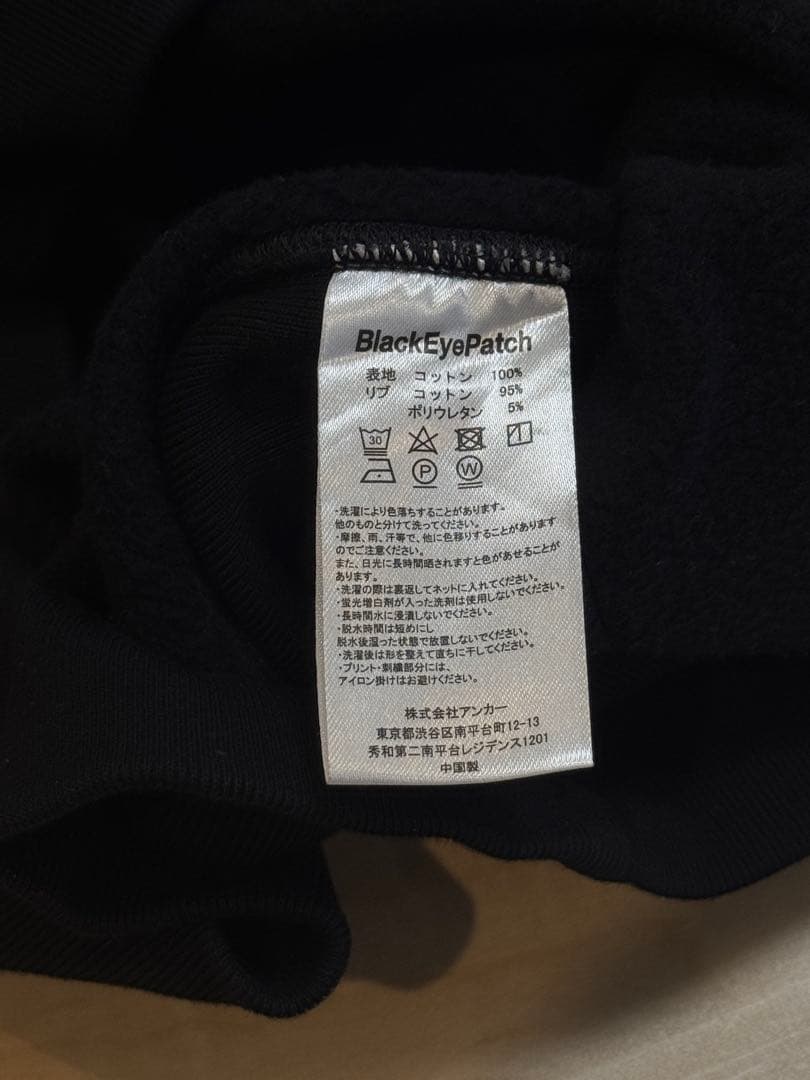 BlackEyePatch
表地 コットン 100%
リブ コットン 95%
ポリウレタン 5%
30
P W
・洗濯により色落ちすることがあります。
他のものと分けて洗ってください。
・摩擦、雨、汗等で、他に色移りすることがあります
のでご注意ください。
また、日光に長時間晒されますと色があせることが
あります。
・洗濯の際は裏返してネットに入れてください。
・蛍光増白剤が入った洗剤は使用しないでください。
・長時間水に浸漬しないでください。
・脱水時間は短めにし
脱水後湿った状態で放置しないでください。
・洗濯後は形を整えて直ちに干してください。
・プリント・刺繍部分には、
アイロン掛けはお避けください。
株式会社アンカー
東京都渋谷区南平台町12-13
秀和第二南平台レジデンス1201
中国製